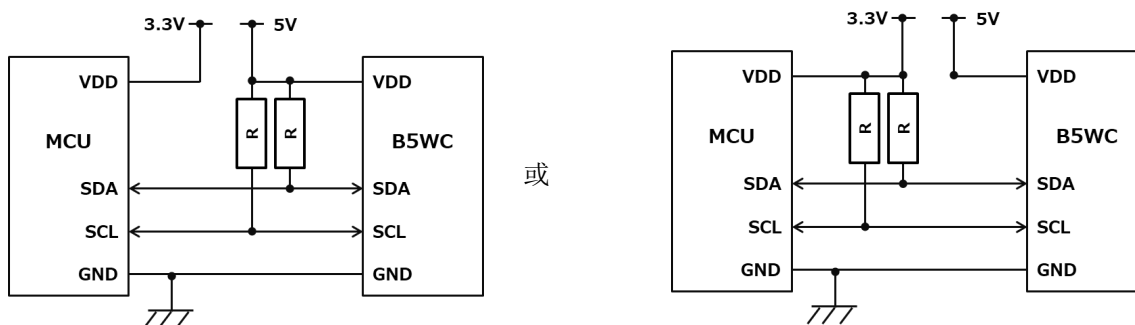 3.3V 5V
VDD VDD
R R
MCU B5WC
SDA SDA
SCL SCL
GND GND
或
3.3V 5V
VDD VDD
R R
MCU B5WC
SDA SDA
SCL SCL
GND GND